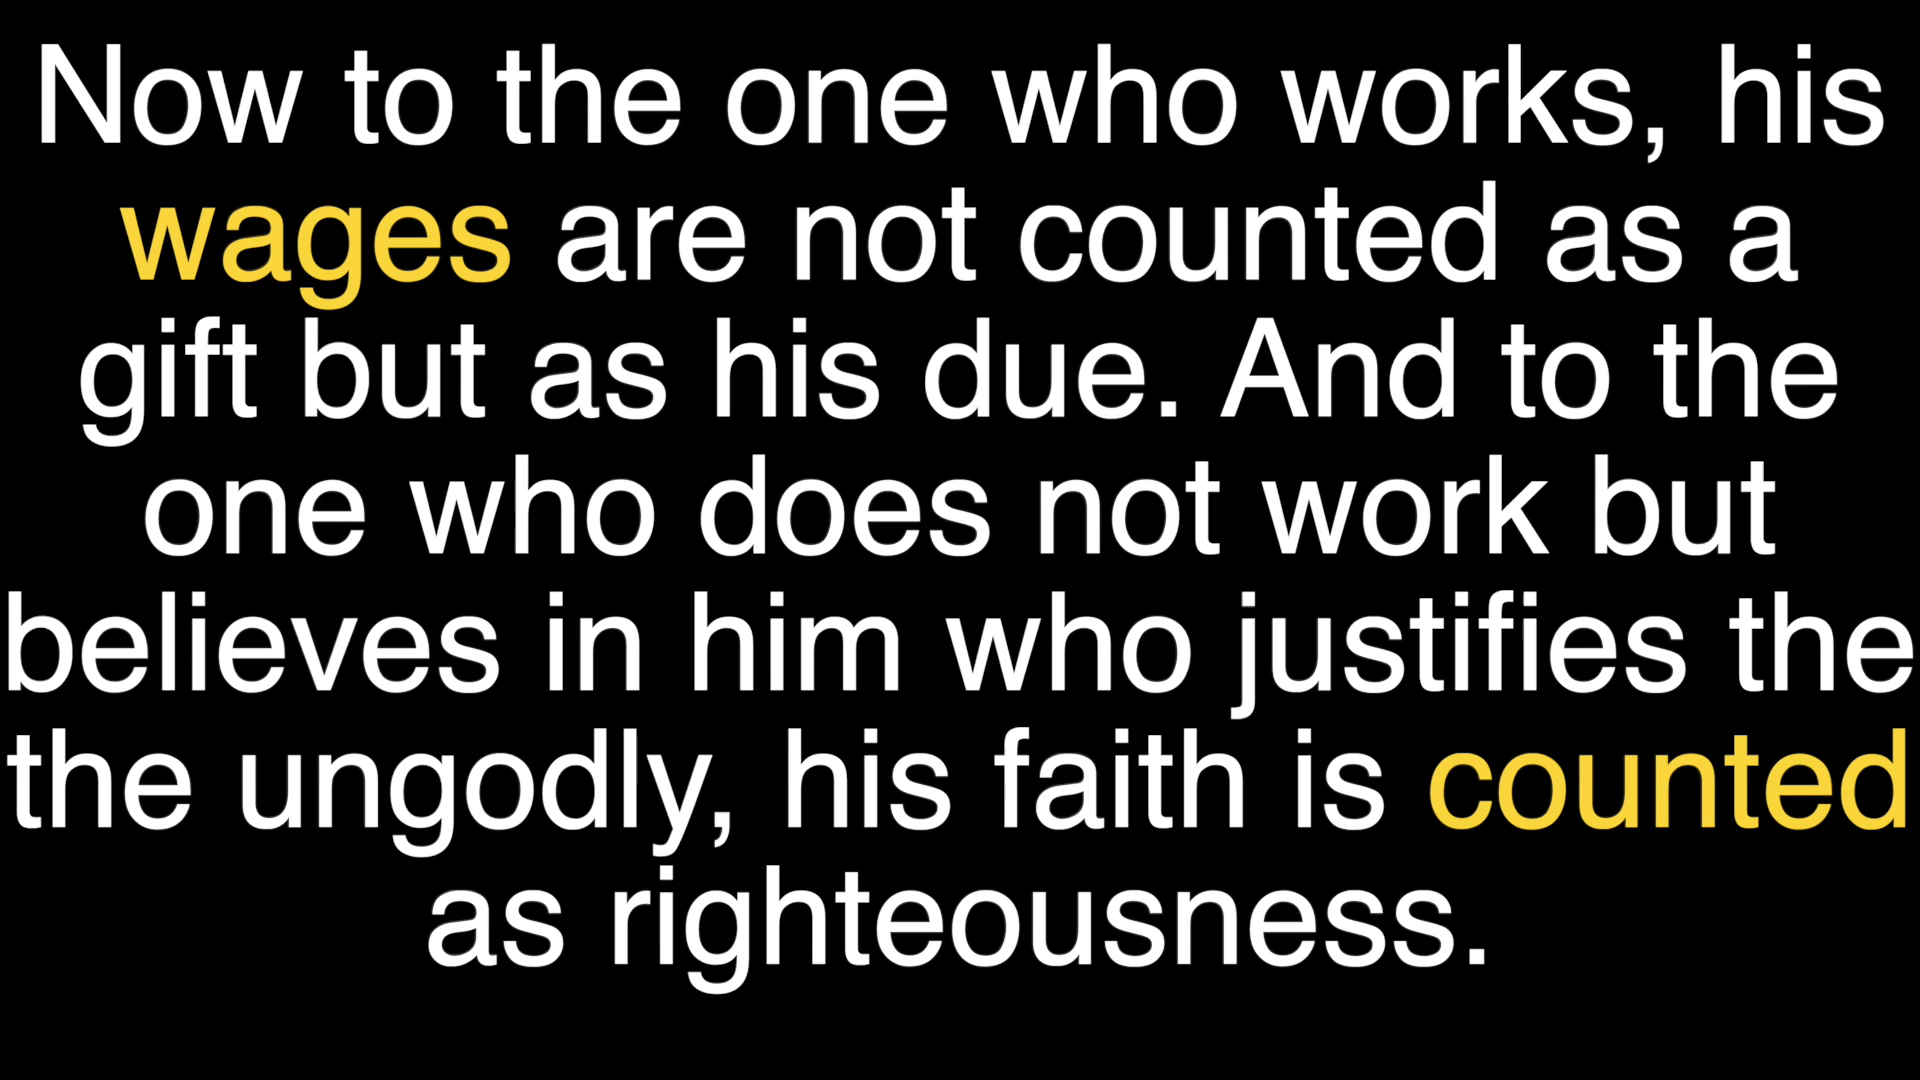 Now to the one who works, his
wages are not counted as a
gift but as his due. And to the
one who does not work but
believes in him who justifies the
the ungodly, his faith is counted
as righteousness.